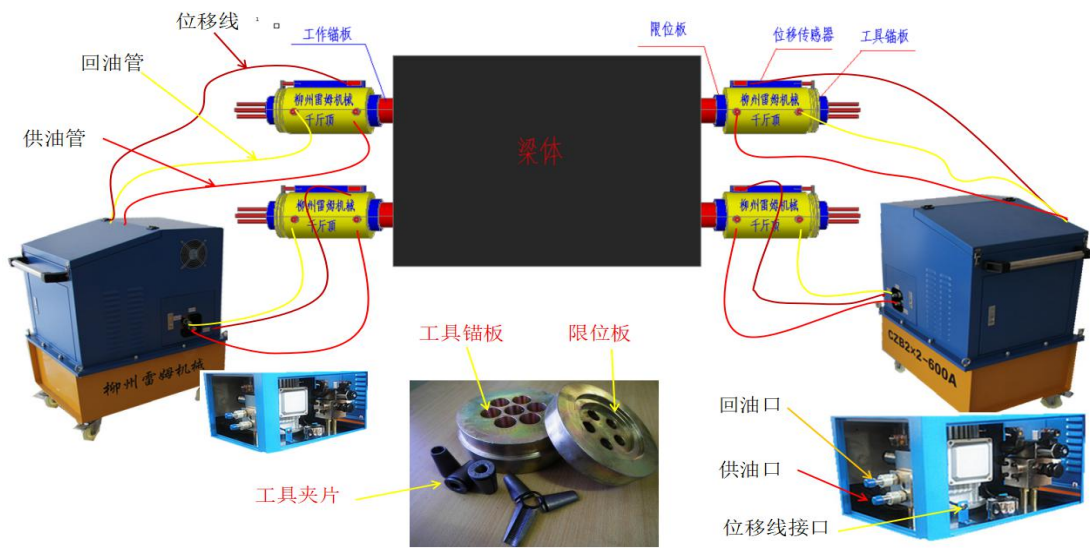 位移线
回油管
供油管
工作锚板
限位板
位移传感器
工具锚板
柳州雷姆机械
千斤顶
柳州雷姆机械
千斤顶
梁体
柳州雷姆机械
千斤顶
柳州雷姆机械
千斤顶
柳州雷姆机械
CZB2×2-600A
工具锚板
限位板
工具夹片
回油口
供油口
位移线接口